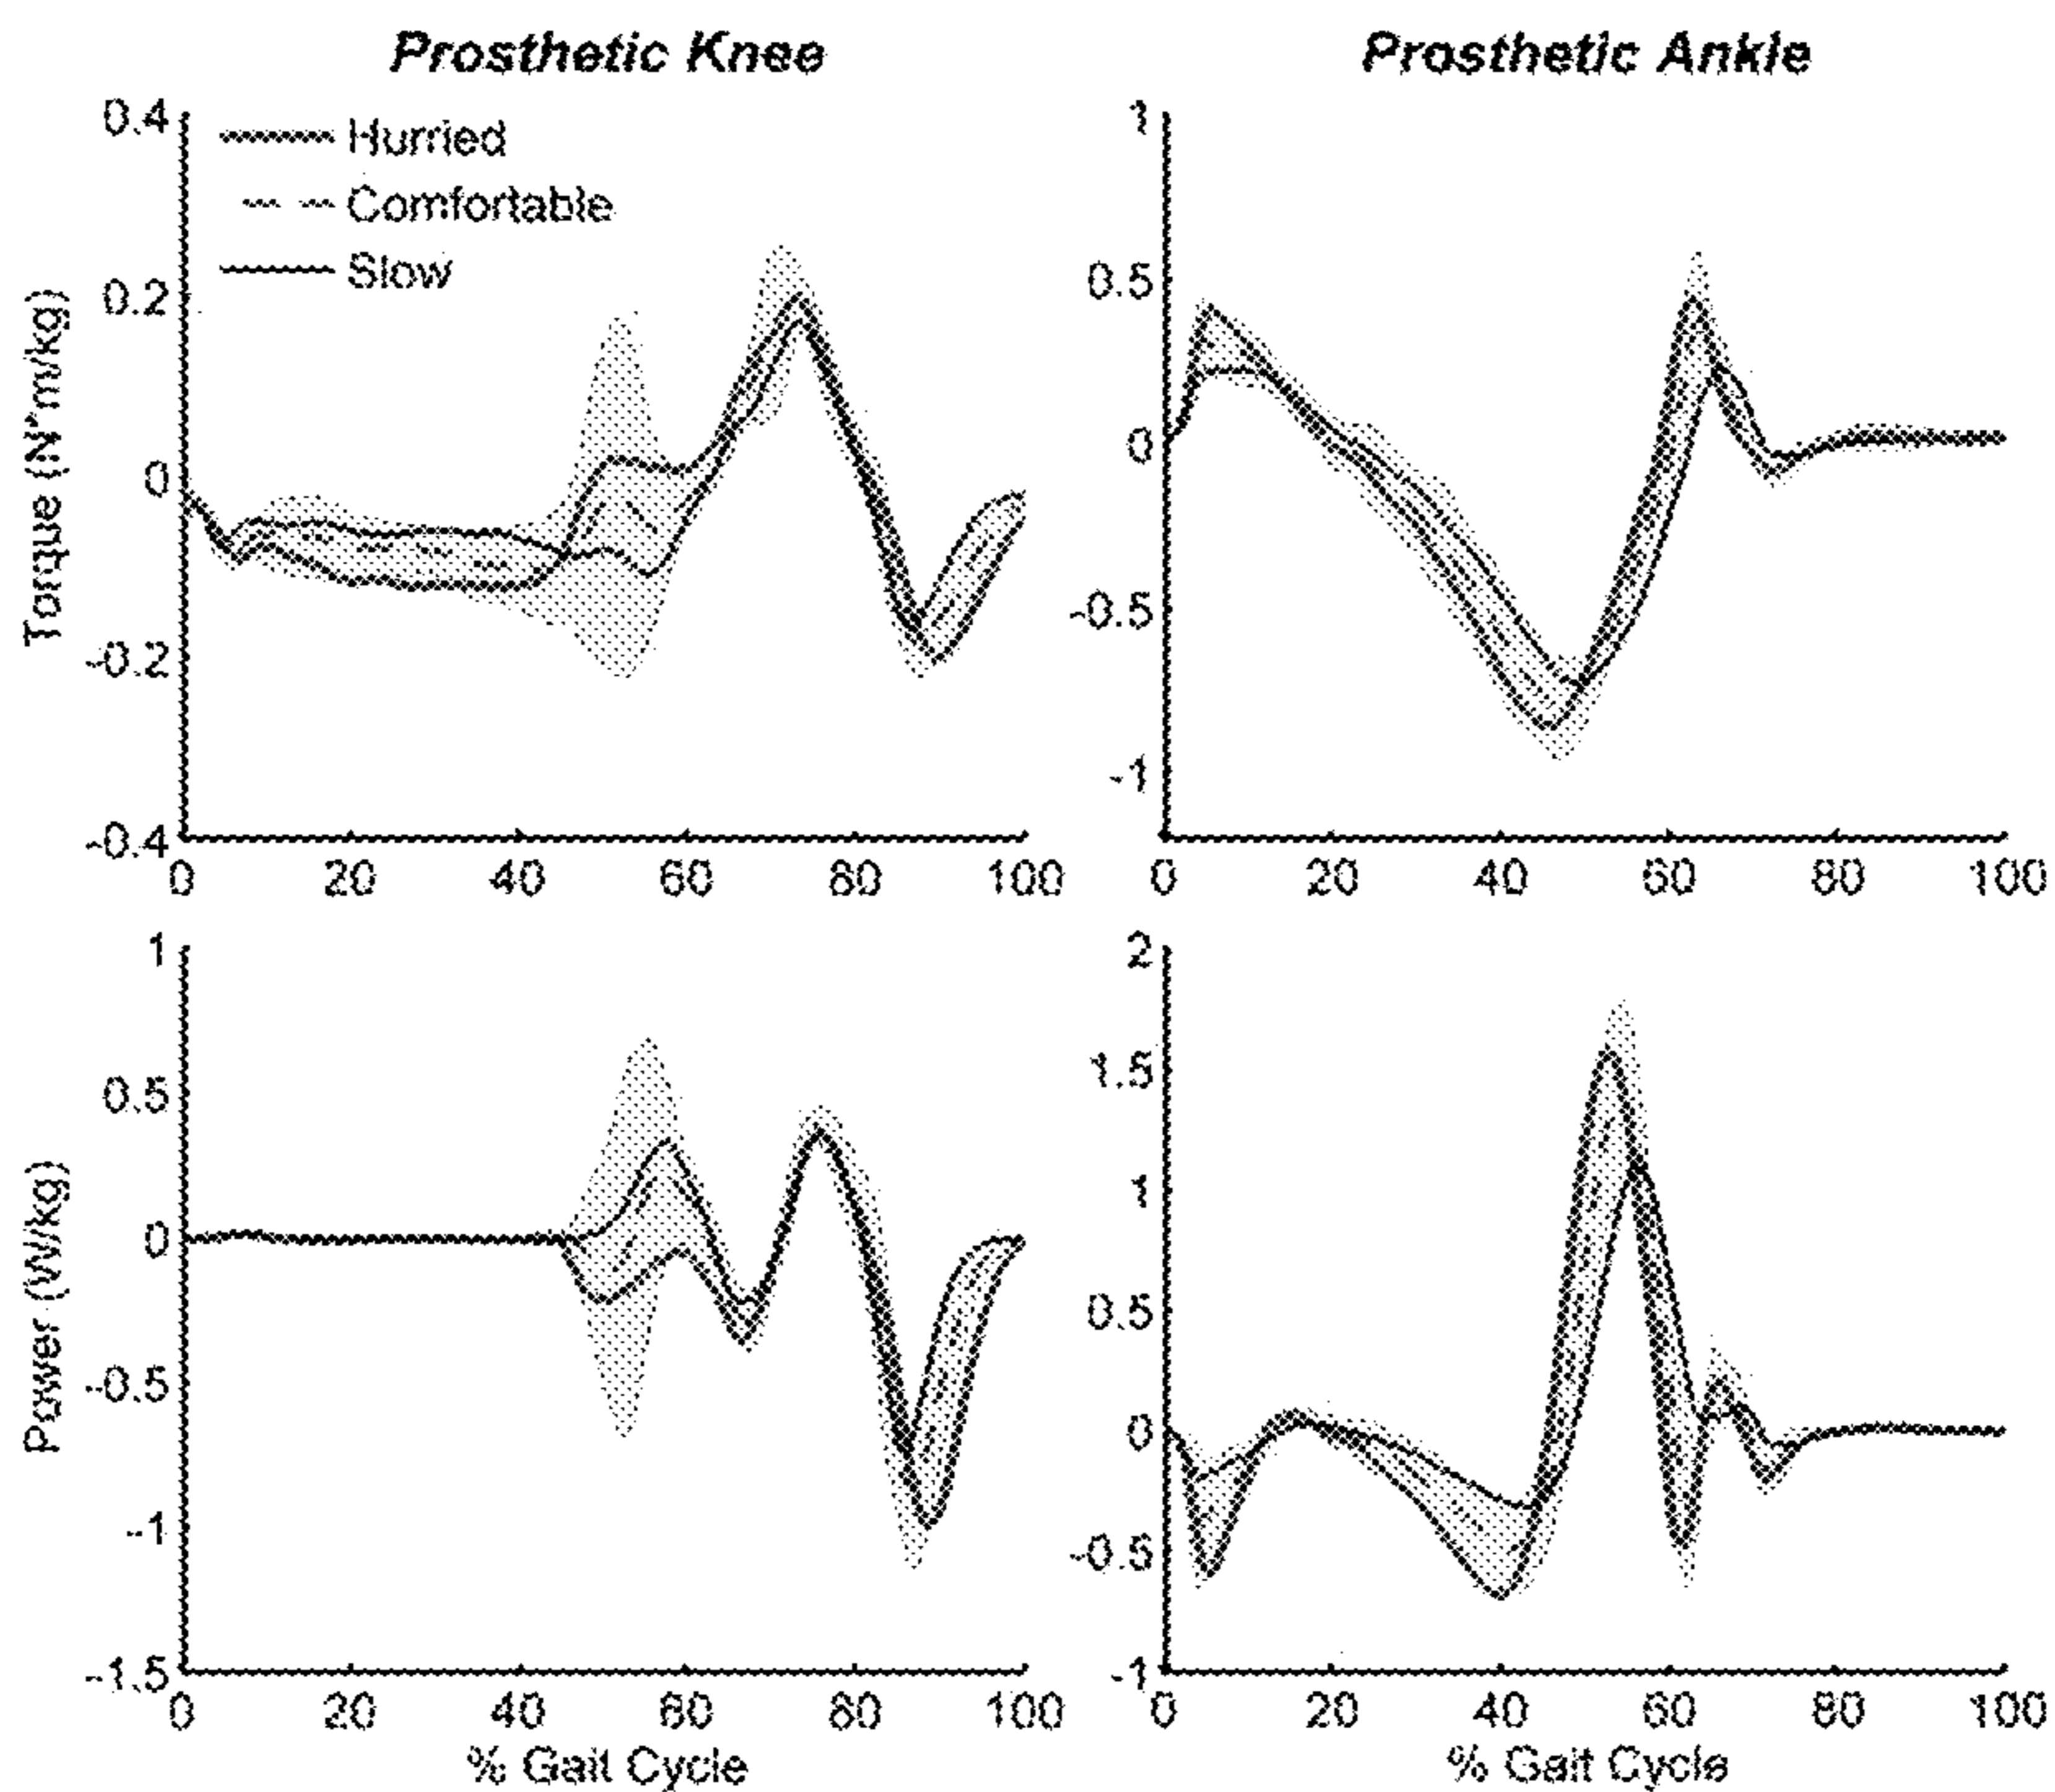 Prosthetic Knee
Prosthetic Ankle
0.4
0.2
0
-0.2
-0.4
Torque (N*m/kg)
Hurried
Comfortable
Slow
0 20 40 60 80 100
1
0.5
0
-0.5
-1
0 20 40 60 80 100
1
0.5
0
-0.5
-1
-1.5
Power (W/kg)
0 20 40 60 80 100
% Gait Cycle
2
1.5
1
0.5
0
-0.5
-1
0 20 40 60 80 100
% Gait Cycle